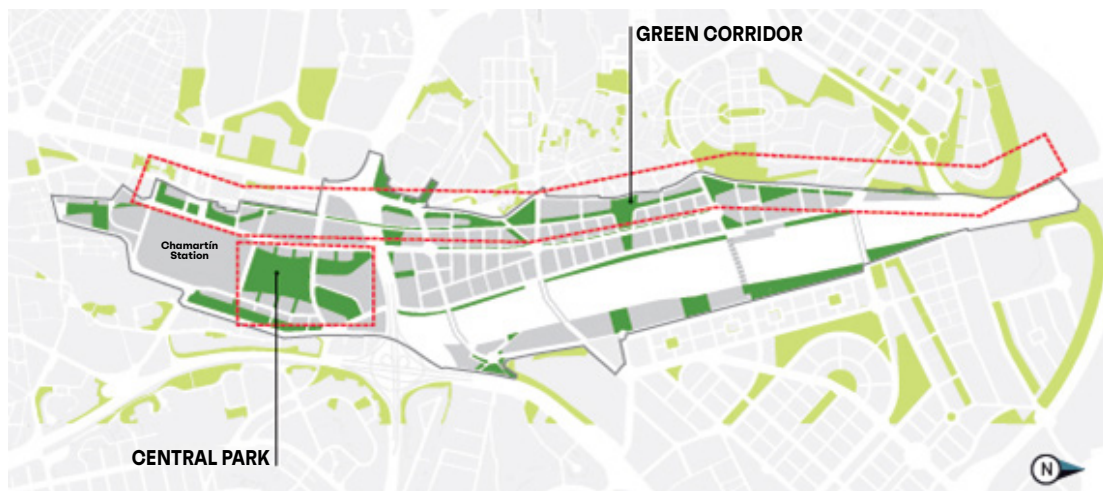 GREEN CORRIDOR
Chamartín
Station
CENTRAL PARK
N